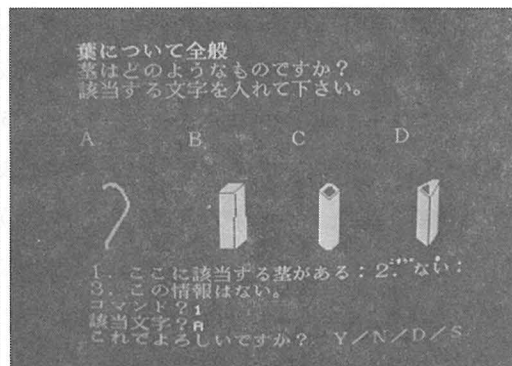 葉について全般
茎はどのようなものですか？
該当する文字を入れて下さい。
A B C D
1. ここに該当する茎がある：2. ない：
3. この情報はない。
コマンド？1
該当文字？A
これでよろしいですか？ Y／N／D／S